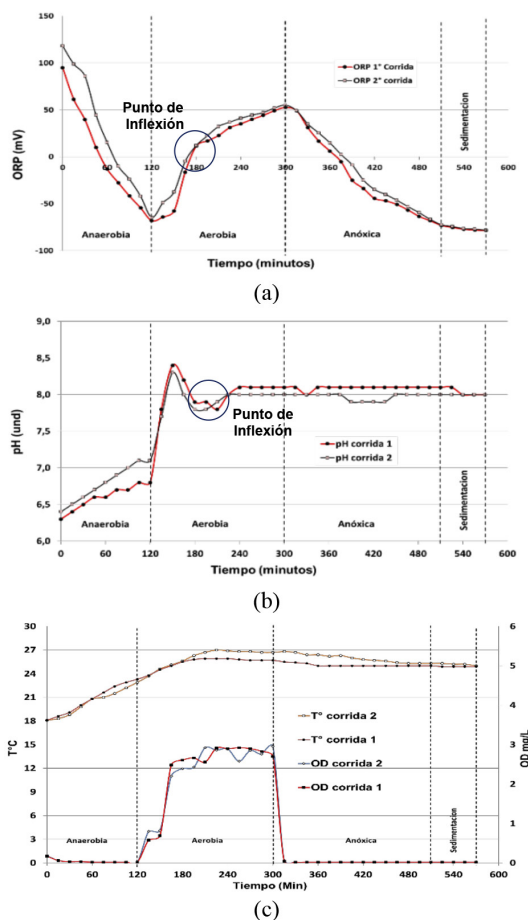 150
100
50
0
-50
-100
ORP (mV)
0 60 120 180 240 300 360 420 480 540 600
ORP 1° Corrida
ORP 2° corrida
Punto de
Inflexión
Anaerobia
Aerobia
Anóxica
Sedimentacion
Tiempo (minutos)
(a)
9,0
8,5
8,0
7,5
7,0
6,5
6,0
pH (und)
Punto de
Inflexión
pH corrida 1
pH corrida 2
Anaerobia
Aerobia
Anóxica
Sedimentacion
0 60 120 180 240 300 360 420 480 540 600
Tiempo (minutos)
(b)
30
27
24
21
18
15
12
9
6
3
0
T°C
6
5
4
3
2
1
0
OD mg/L
T° corrida 2
T° corrida 1
OD corrida 2
OD corrida 1
Anaerobia
Aerobia
Anóxica
Sedimentacion
0 60 120 180 240 300 360 420 480 540 600
Tiempo (Min)
(c)